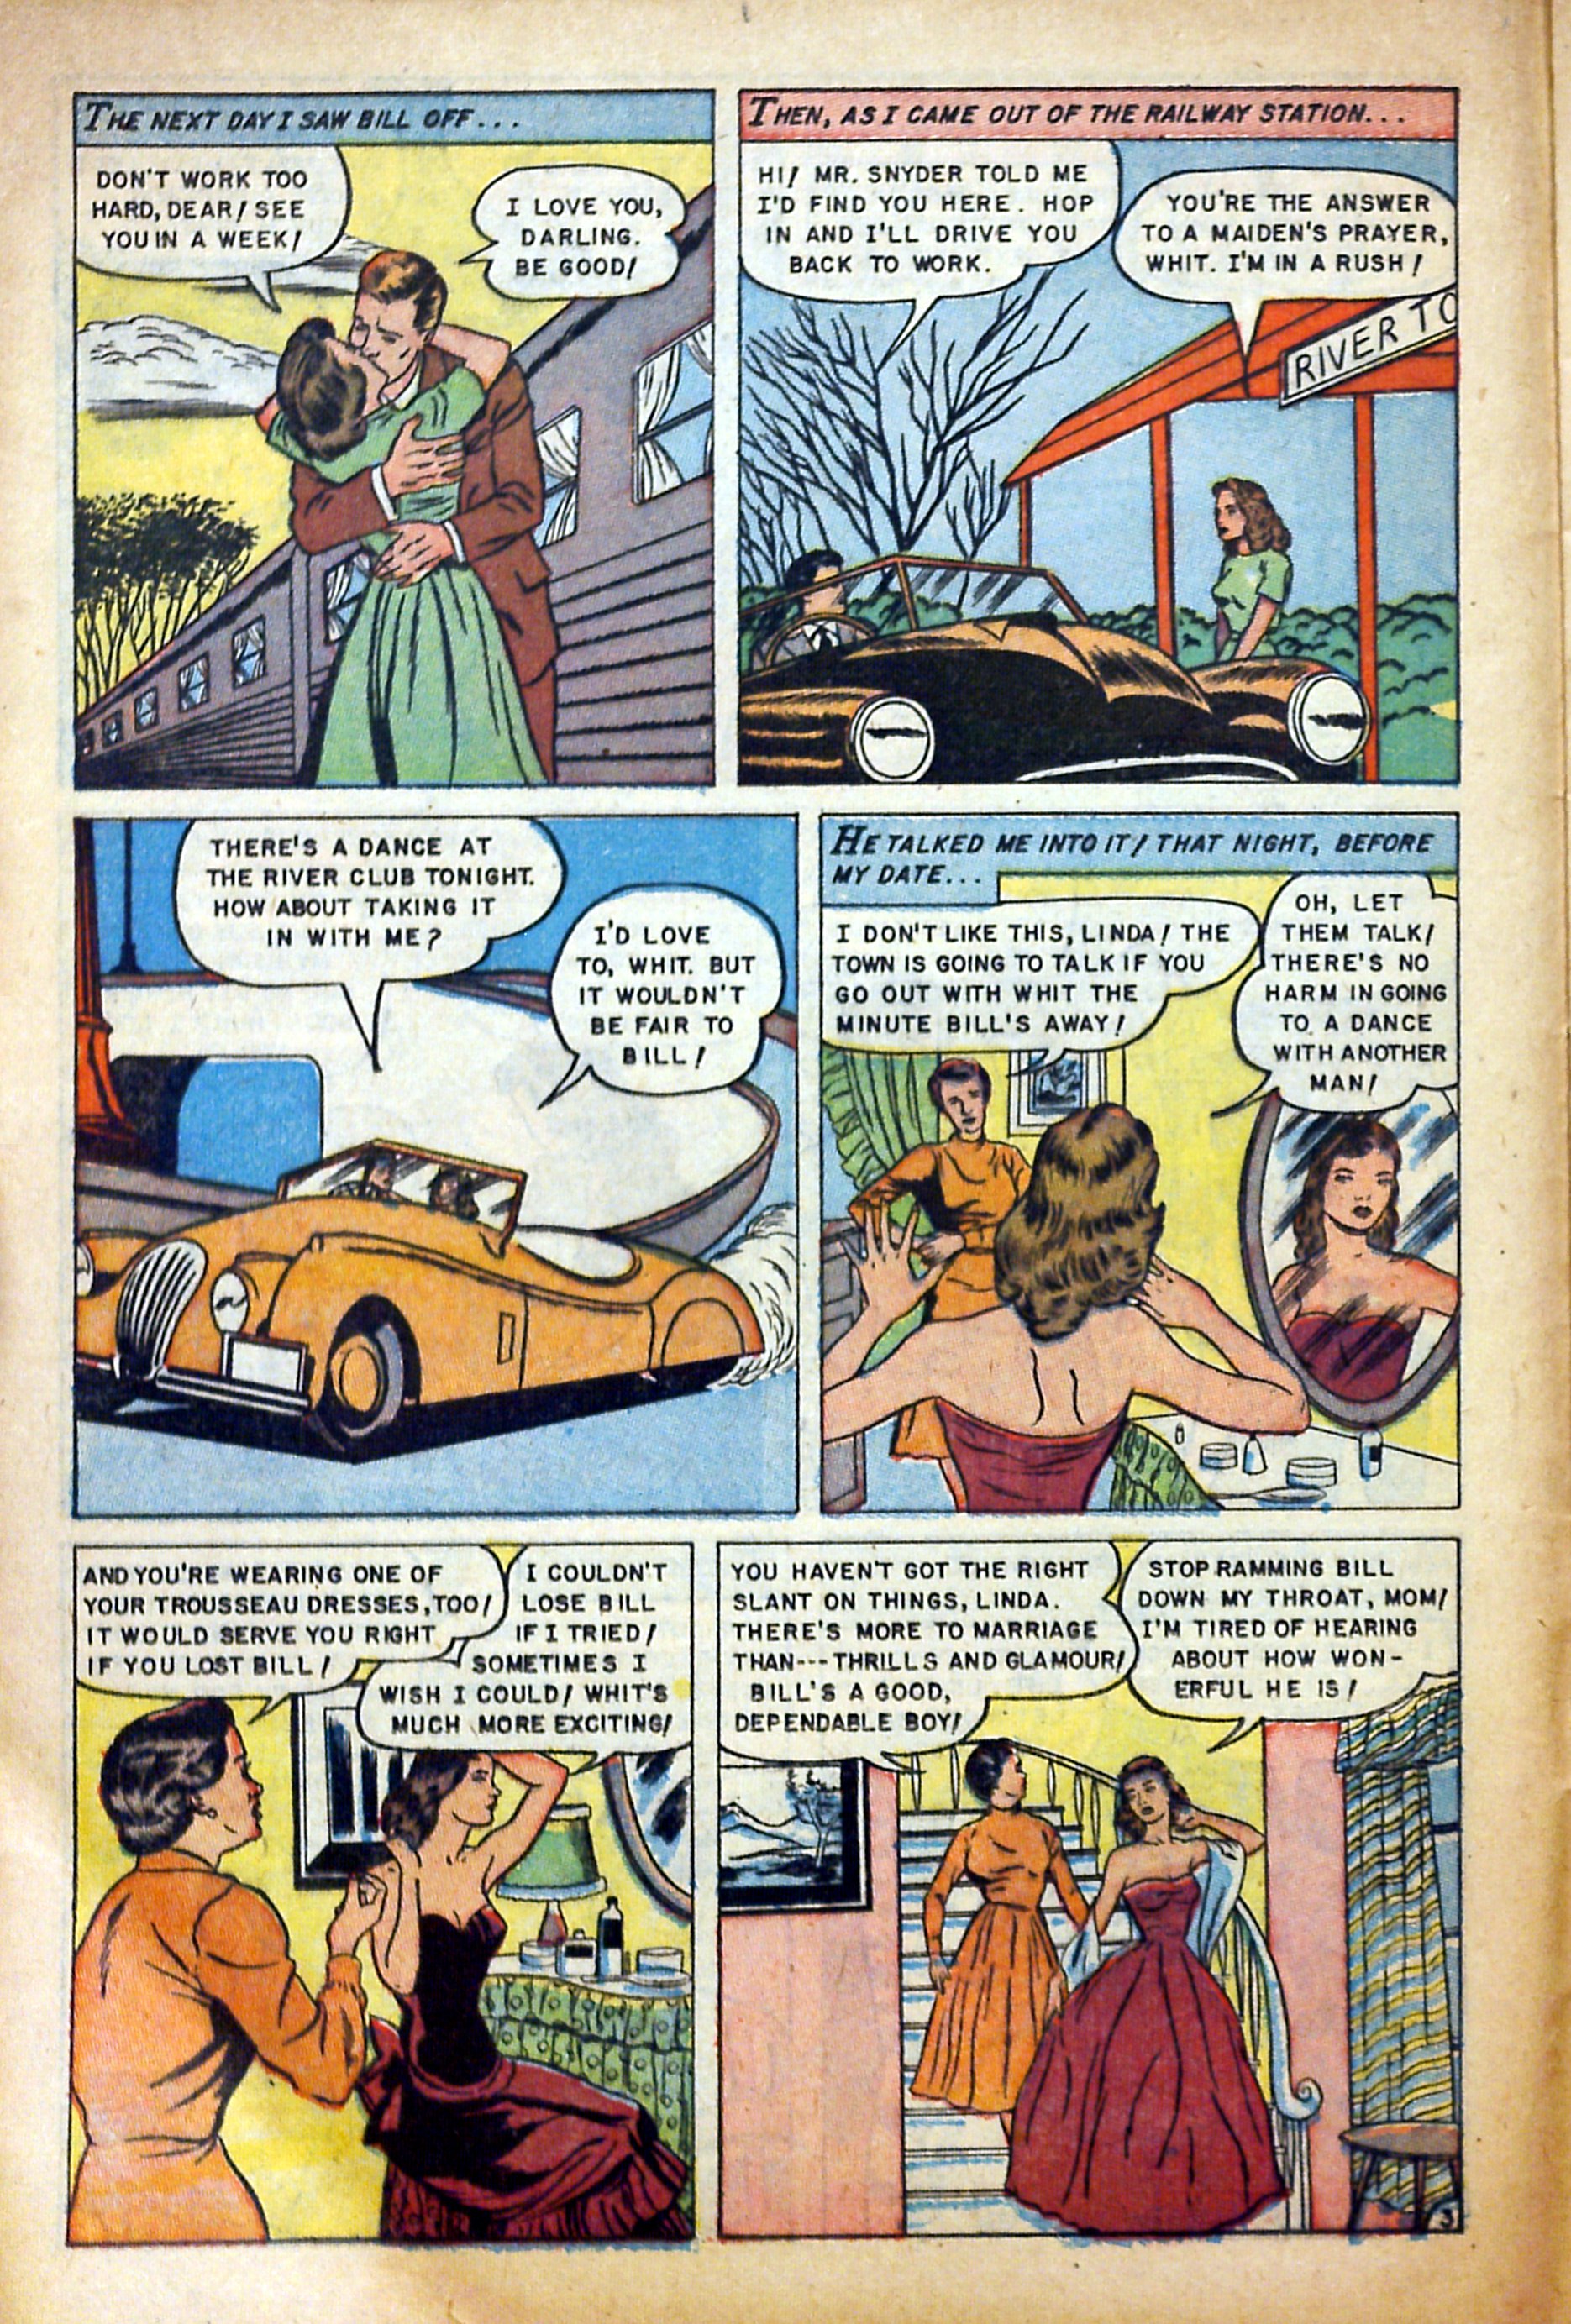 THE NEXT DAY I SAW BILL OFF...
DON'T WORK TOO
HARD, DEAR! SEE
YOU IN A WEEK!
I LOVE YOU,
DARLING.
BE GOOD!
THEN, AS I CAME OUT OF THE RAILWAY STATION...
HI! MR. SNYDER TOLD ME
I'D FIND YOU HERE. HOP
IN AND I'LL DRIVE YOU
BACK TO WORK.
YOU'RE THE ANSWER
TO A MAIDEN'S PRAYER,
WHIT. I'M IN A RUSH!
RIVER TO
THERE'S A DANCE AT
THE RIVER CLUB TONIGHT.
HOW ABOUT TAKING IT
IN WITH ME?
I'D LOVE
TO, WHIT. BUT
IT WOULDN'T
BE FAIR TO
BILL!
HE TALKED ME INTO IT! THAT NIGHT, BEFORE
MY DATE...
I DON'T LIKE THIS, LINDA! THE
TOWN IS GOING TO TALK IF YOU
GO OUT WITH WHIT THE
MINUTE BILL'S AWAY!
OH, LET
THEM TALK!
THERE'S NO
HARM IN GOING
TO A DANCE
WITH ANOTHER
MAN!
AND YOU'RE WEARING ONE OF
YOUR TROUSSEAU DRESSES, TOO!
IT WOULD SERVE YOU RIGHT
IF YOU LOST BILL!
I COULDN'T
LOSE BILL
IF I TRIED!
SOMETIMES I
WISH I COULD! WHIT'S
MUCH MORE EXCITING!
YOU HAVEN'T GOT THE RIGHT
SLANT ON THINGS, LINDA.
THERE'S MORE TO MARRIAGE
THAN---THRILLS AND GLAMOUR!
BILL'S A GOOD,
DEPENDABLE BOY!
STOP RAMMING BILL
DOWN MY THROAT, MOM!
I'M TIRED OF HEARING
ABOUT HOW WON-
ERFUL HE IS!
3